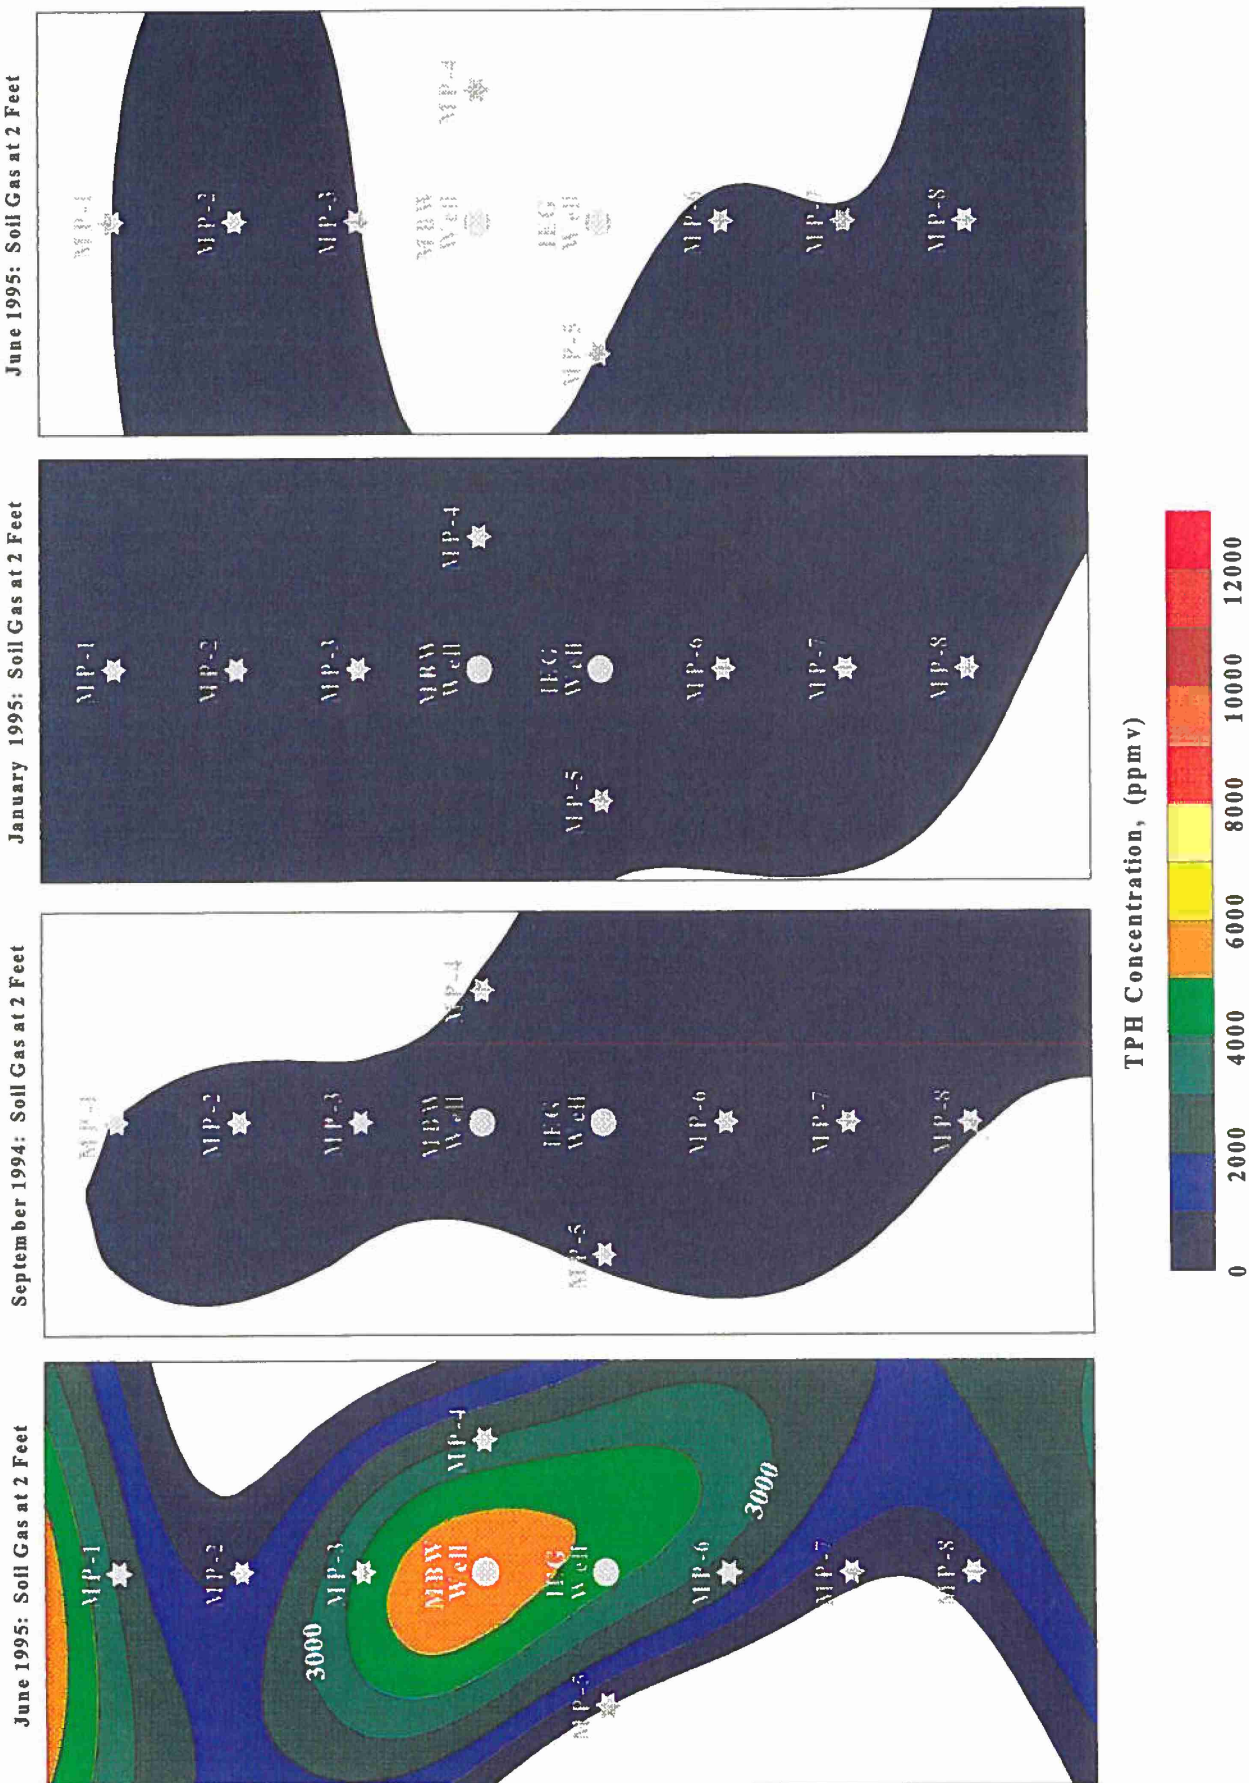 June 1995: Soil Gas at 2 Feet
MP-1
MP-2
MP-3
MBW
Well
MP-4
IEG
Well
MP-5
MP-6
MP-7
MP-8
3000
3000
September 1994: Soil Gas at 2 Feet
MP-1
MP-2
MP-3
MBW
Well
MP-4
IEG
Well
MP-5
MP-6
MP-7
MP-8
January 1995: Soil Gas at 2 Feet
MP-1
MP-2
MP-3
MBW
Well
MP-4
IEG
Well
MP-5
MP-6
MP-7
MP-8
June 1995: Soil Gas at 2 Feet
MP-1
MP-2
MP-3
MBW
Well
MP-4
IEG
Well
MP-5
MP-6
MP-7
MP-8
TPH Concentration, (ppmv)
0 2000 4000 6000 8000 10000 12000